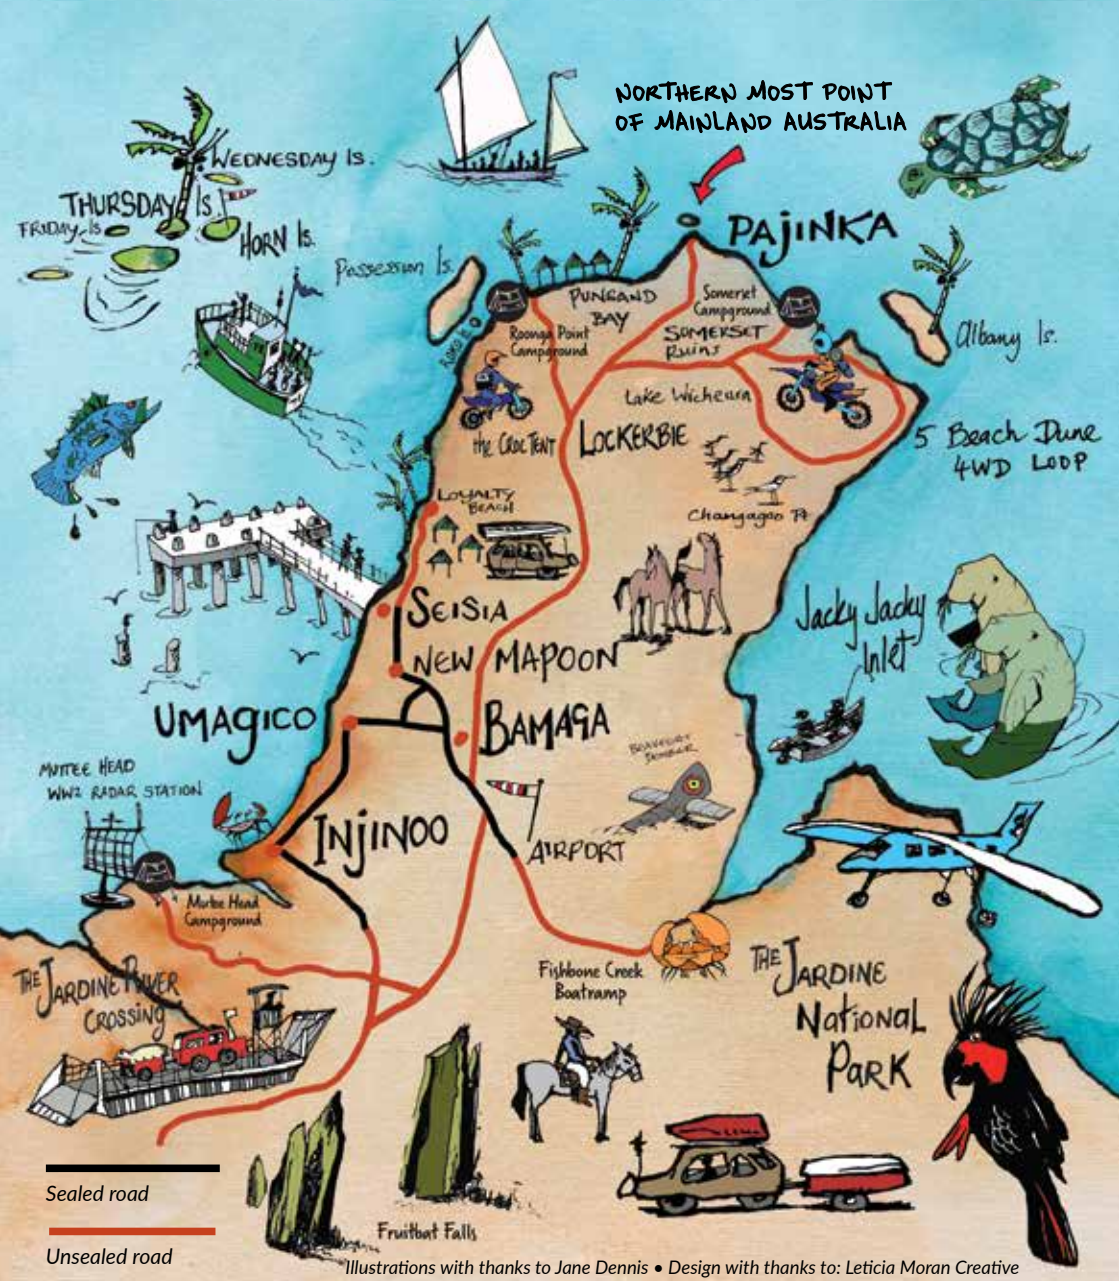 NORTHERN MOST POINT
OF MAINLAND AUSTRALIA
WEDNESDAY Is.
THURSDAY Is.
FRIDAY Is
HORN Is.
PAJINKA
Possession Is.
PUNSAND
BAY
Somerset
Campground
Roonga Point
Campground
SOMERSET
Ruins
Albany Is.
Lake Wicheura
the CROC TENT
LOCKERBIE
5 Beach Dune
4WD LOOP
LOYALTY
BEACH
SEISIA
Jacky Jacky
Inlet
NEW MAPOON
UMAGICO
BAMAGA
MUTTEE HEAD
WW2 RADAR STATION
INJINOO
AIRPORT
Muttee Head
Campground
THE JARDINE RIVER
CROSSING
Fishbone Creek
Boatramp
THE JARDINE
National
PARK
Sealed road
Unsealed road
Fruitbat Falls
Illustrations with thanks to Jane Dennis • Design with thanks to: Leticia Moran Creative